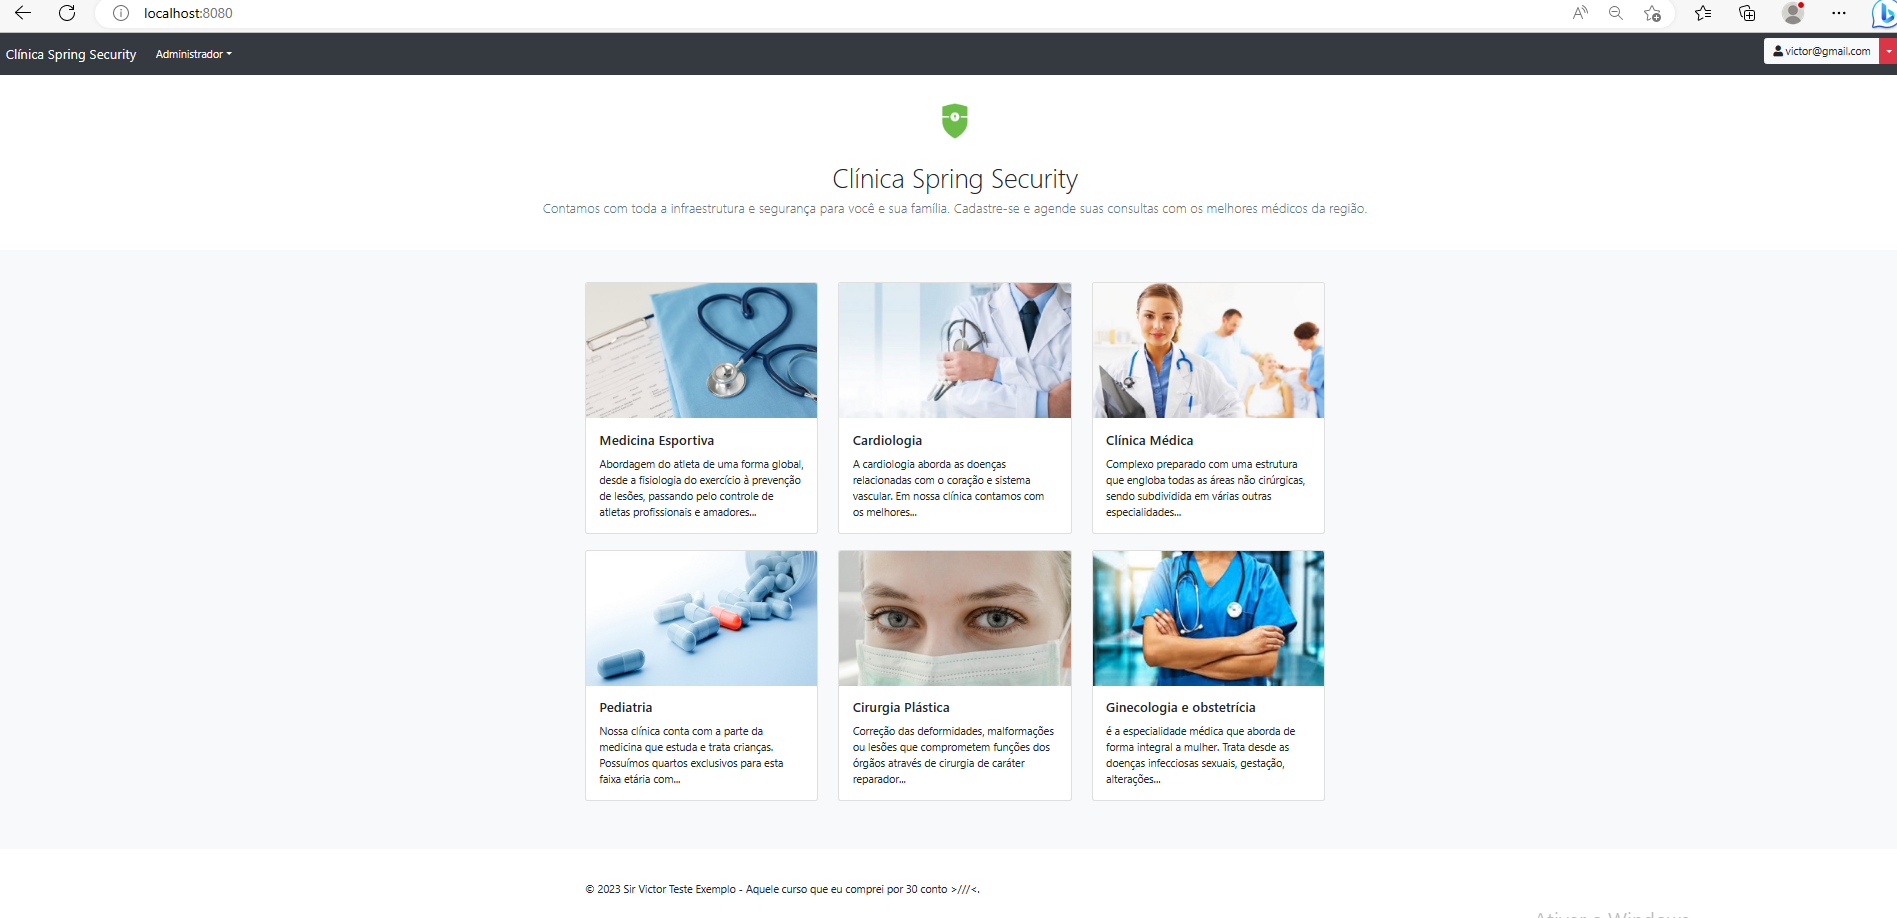 localhost:8080
Clínica Spring Security
Administrador
victor@gmail.com
Clínica Spring Security
Contamos com toda a infraestrutura e segurança para você e sua família. Cadastre-se e agende suas consultas com os melhores médicos da região.
Medicina Esportiva
Abordagem do atleta de uma forma global,
desde a fisiologia do exercício à prevenção
de lesões, passando pelo controle de
atletas profissionais e amadores...
Cardiologia
A cardiologia aborda as doenças
relacionadas com o coração e sistema
vascular. Em nossa clínica contamos com
os melhores...
Clínica Médica
Complexo preparado com uma estrutura
que engloba todas as áreas não cirúrgicas,
sendo subdividida em várias outras
especialidades...
Pediatria
Nossa clínica conta com a parte da
medicina que estuda e trata crianças.
Possuímos quartos exclusivos para esta
faixa etária com...
Cirurgia Plástica
Correção das deformidades, malformações
ou lesões que comprometem funções dos
órgãos através de cirurgia de caráter
reparador...
Ginecologia e obstetrícia
é a especialidade médica que aborda de
forma integral a mulher. Trata desde as
doenças infecciosas sexuais, gestação,
alterações...
© 2023 Sir Victor Teste Exemplo - Aquele curso que eu comprei por 30 conto >///<.
Ativar o Windows